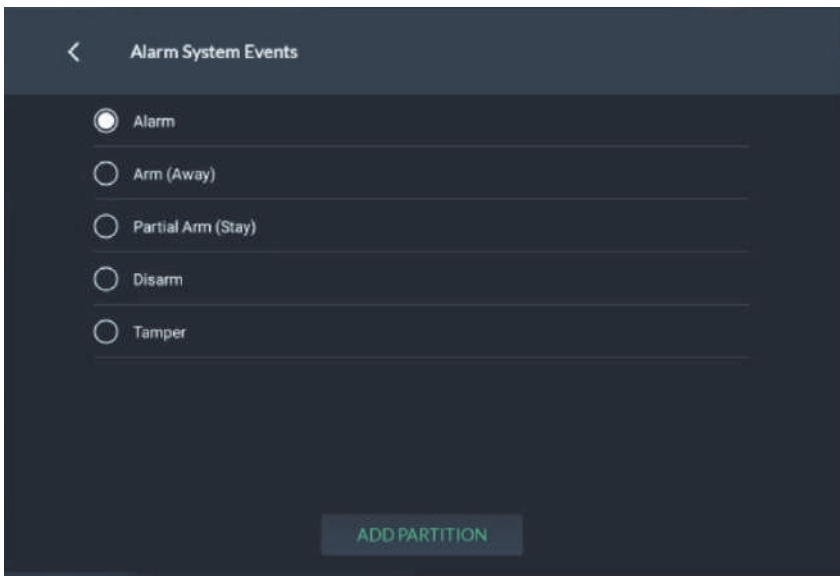 Alarm System Events
Alarm
Arm (Away)
Partial Arm (Stay)
Disarm
Tamper
ADD PARTITION